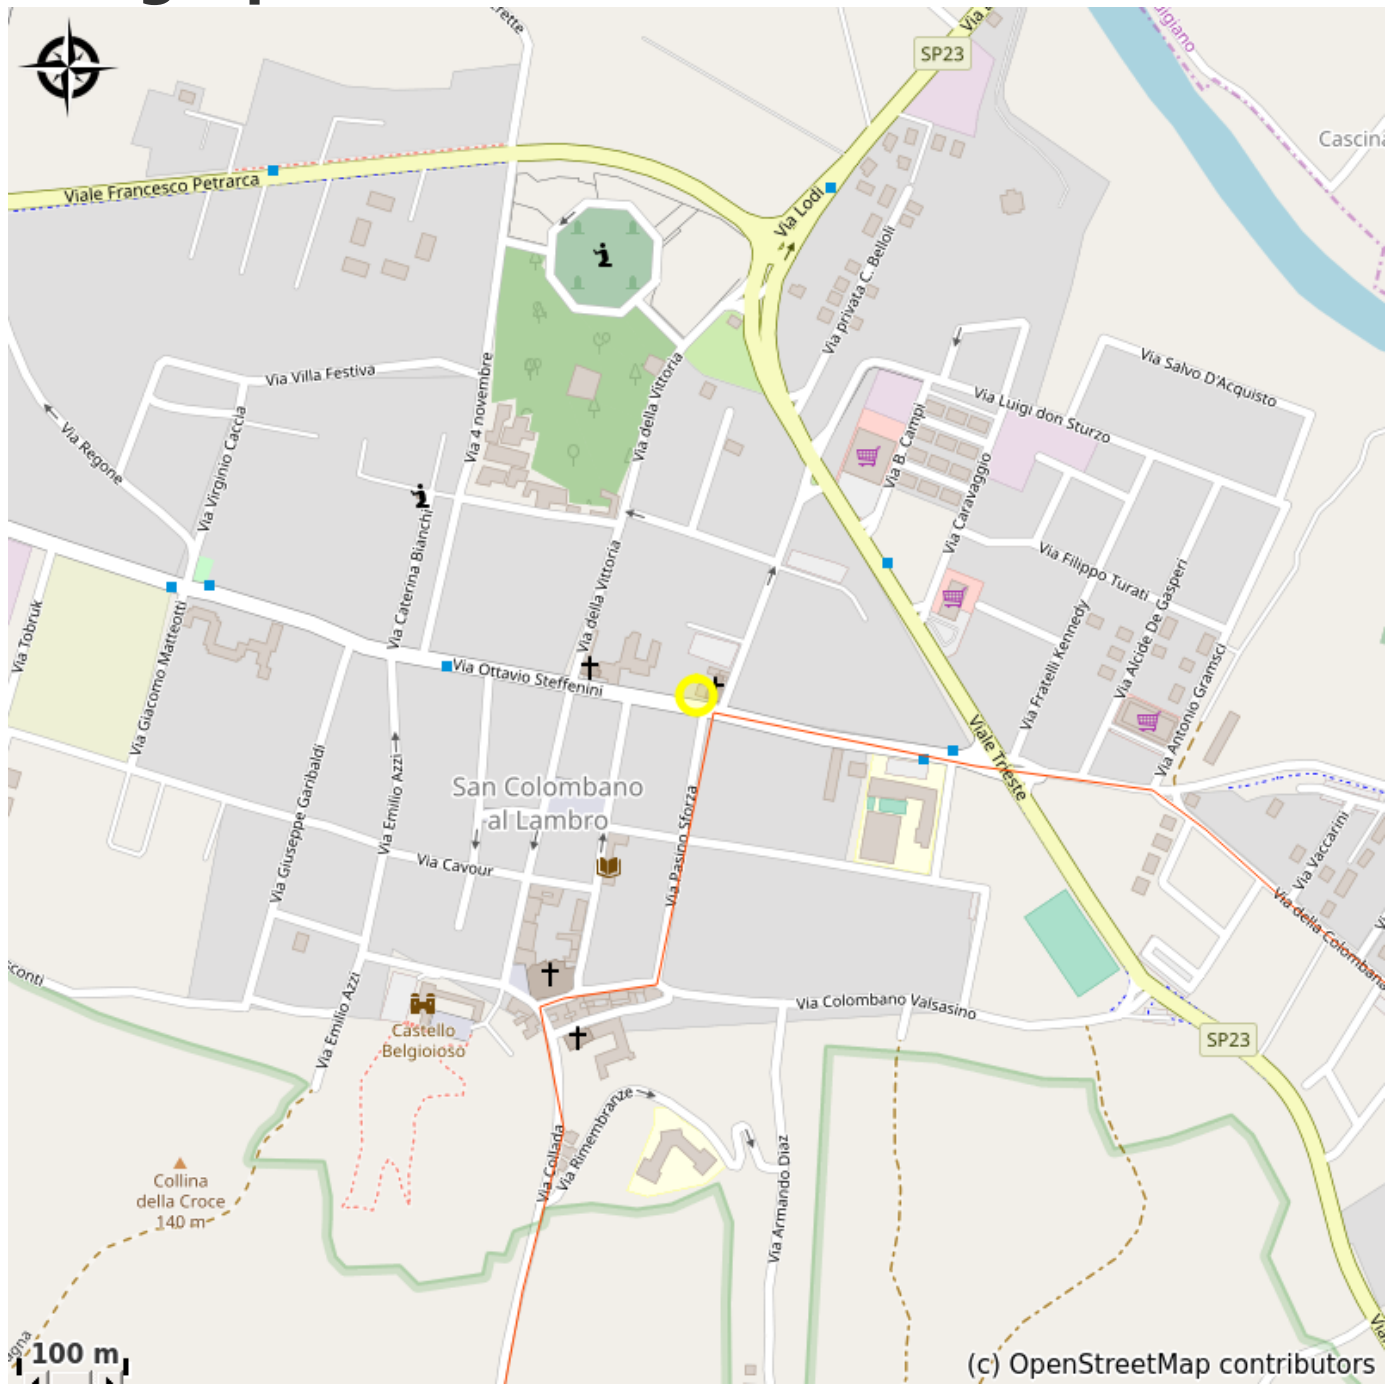 SP23
Viale Francesco Petrarca
Via Lodi
Via privata C. Belloli
Cascina
Via Salvo D'Acquisto
Via Villa Festiva
Via 4 novembre
Via della Vittoria
Via Luigi don Sturzo
Via Regone
Via Virginio Caccia
Via B. Campi
Via Caravaggio
Via Caterina Bianchi
Via della Vittoria
Via Filippo Turati
Via Tobruk
Via Giacomo Matteotti
Via Fratelli Kennedy
Via Alcide De Gasperi
Via Antonio Gramsci
Via Ottavio Steffenini
Viale Trieste
San Colombano
al Lambro
Via Giuseppe Garibaldi
Via Emilio Azzi
Via Pasino Sforza
Via Cavour
Via Vaccarini
Via della Colombana
Via Emilio Azzi
Castello
Belgioioso
Via Colombano Valsasino
SP23
Collina
della Croce
140 m
Via Collada
Via Rimembranze
Via Armando Diaz
100 m
(c) OpenStreetMap contributors